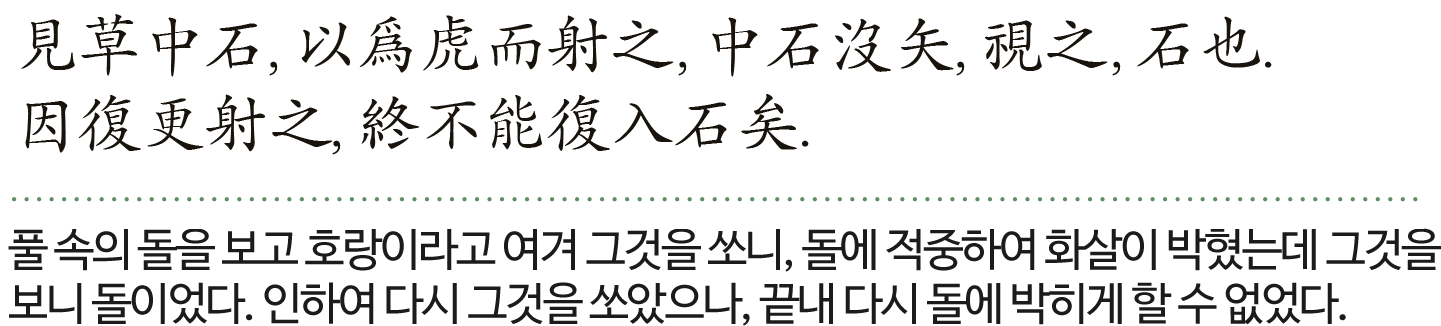 見草中石, 以爲虎而射之, 中石沒矢, 視之, 石也.
因復更射之, 終不能復入石矣.
풀 속의 돌을 보고 호랑이라고 여겨 그것을 쏘니, 돌에 적중하여 화살이 박혔는데 그것을
보니 돌이었다. 인하여 다시 그것을 쏘았으나, 끝내 다시 돌에 박히게 할 수 없었다.